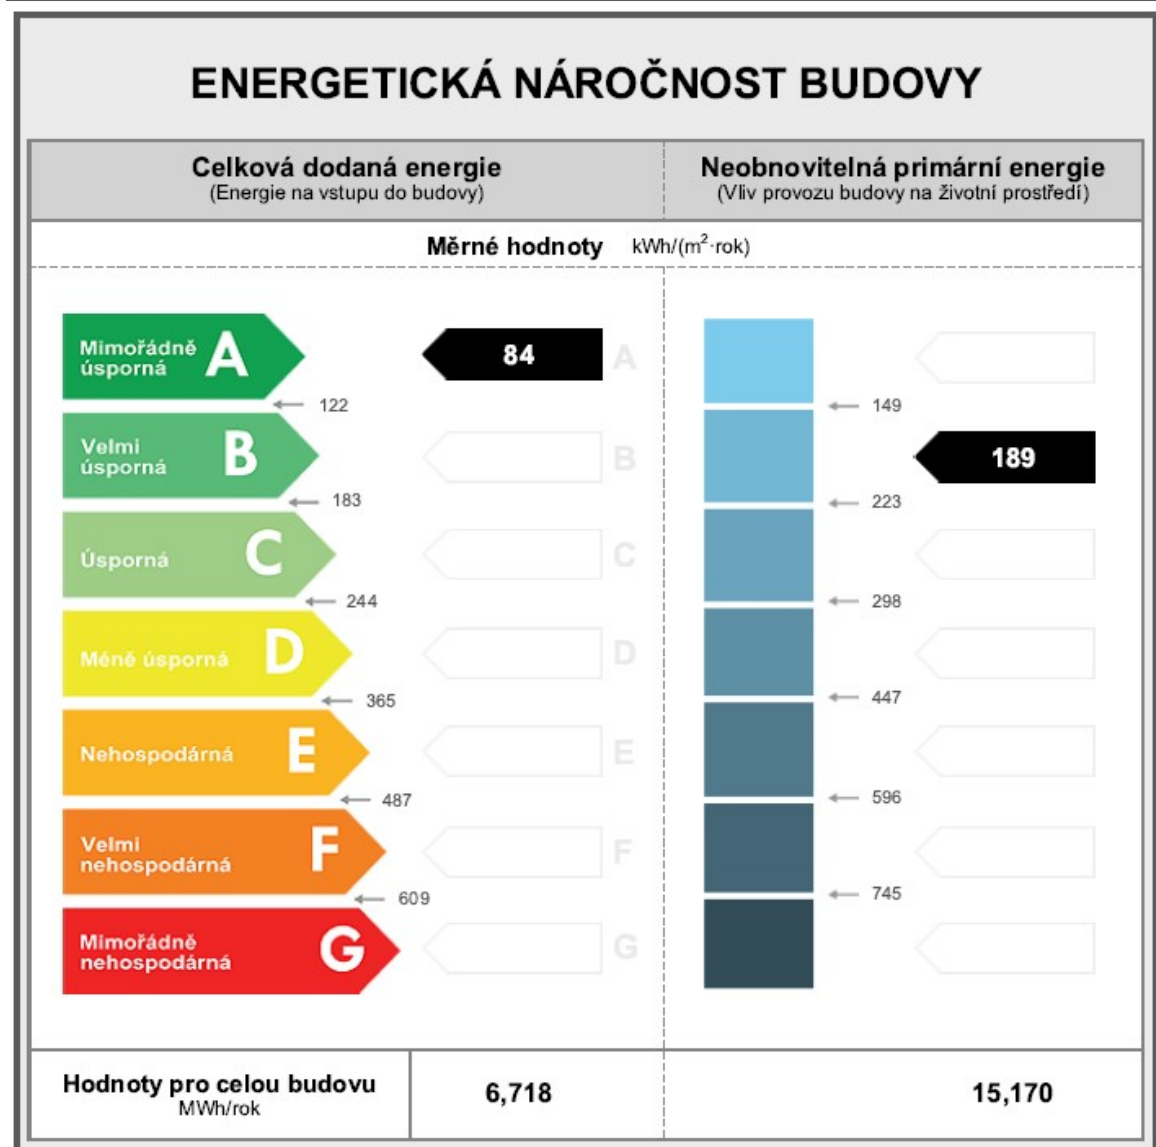 ENERGETICKÁ NÁROČNOST BUDOVY
Celková dodaná energie
(Energie na vstupu do budovy)
Neobnovitelná primární energie
(Vliv provozu budovy na životní prostředí)
Měrné hodnoty kWh/(m²·rok)
Mimořádně
úsporná
A
84
A
122
149
Velmi
úsporná
B
B
189
183
223
Úsporná
C
C
244
298
Méně úsporná
D
D
365
447
Nehospodárná
E
E
487
596
Velmi
nehospodárná
F
F
609
745
Mimořádně
nehospodárná
G
G
Hodnoty pro celou budovu
MWh/rok
6,718
15,170